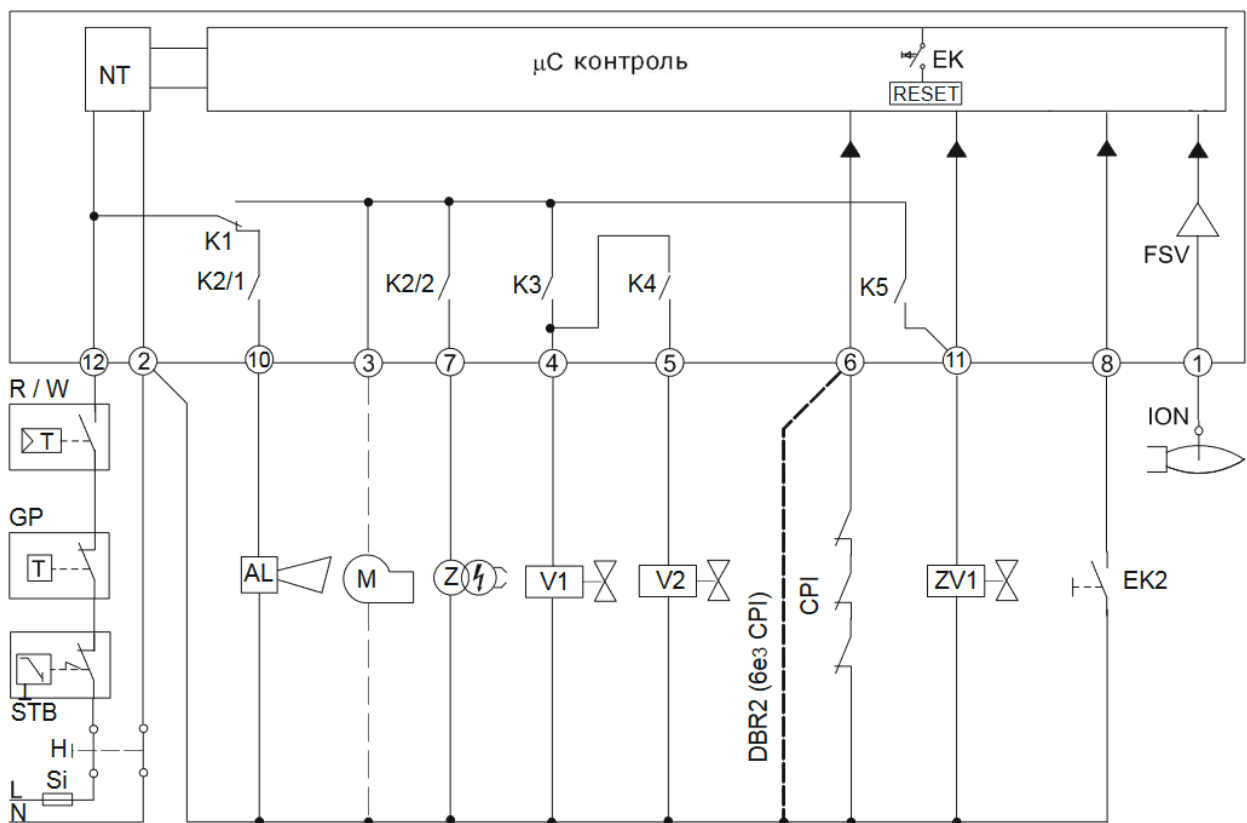 NT
μC контроль
EK
RESET
K1
K2/1
K2/2
K3
K4
K5
FSV
12
2
10
3
7
4
5
6
11
8
1
R / W
T
ION
GP
T
AL
M
Z
V1
V2
DBR2 (без CPI)
CPI
ZV1
EK2
STB
H
Si
L
N